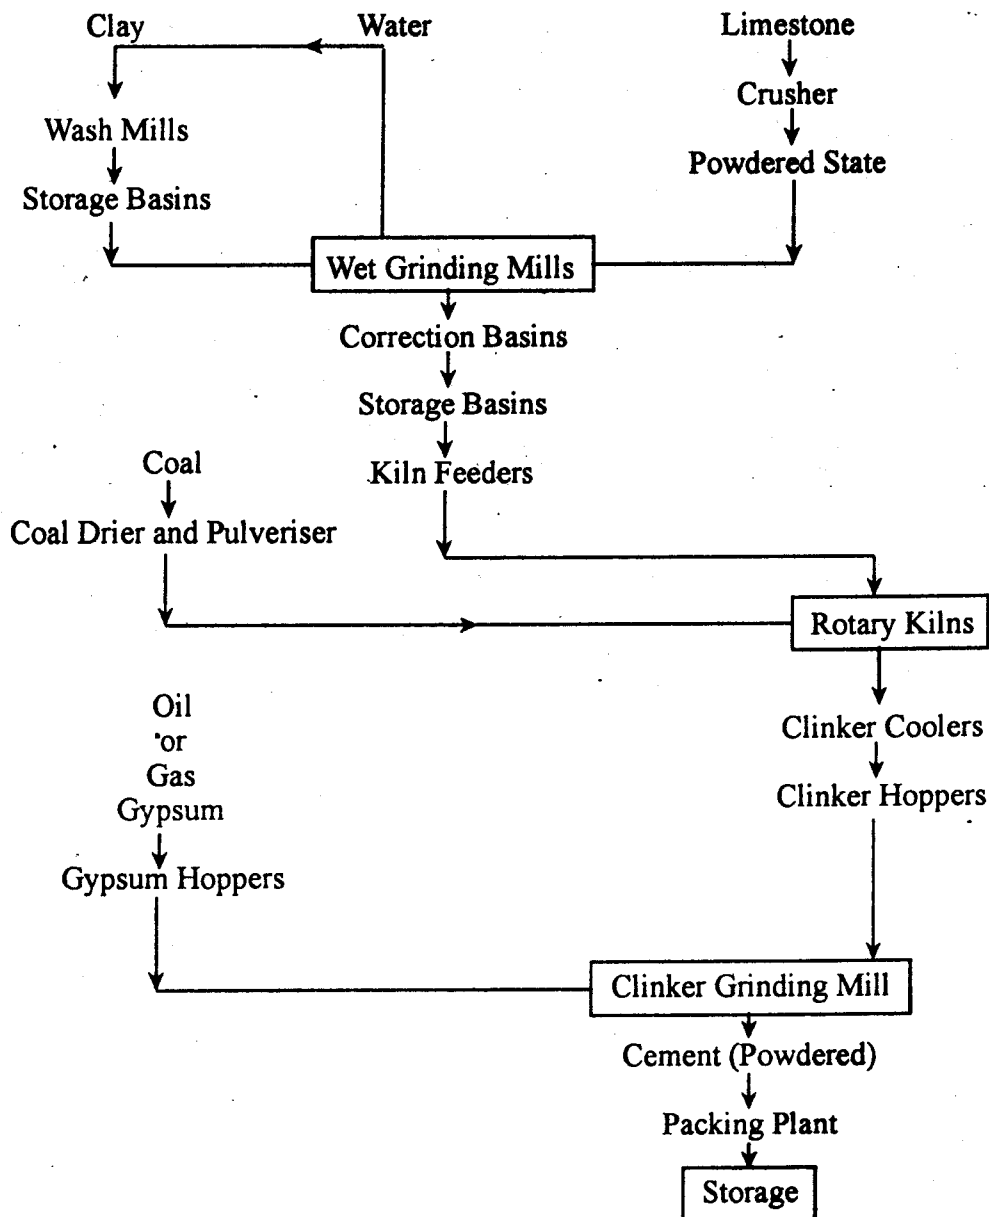 Clay
Water
Limestone
Crusher
Wash Mills
Powdered State
Storage Basins
Wet Grinding Mills
Correction Basins
Storage Basins
Coal
Kiln Feeders
Coal Drier and Pulveriser
Rotary Kilns
Oil
or
Gas
Gypsum
Clinker Coolers
Clinker Hoppers
Gypsum Hoppers
Clinker Grinding Mill
Cement (Powdered)
Packing Plant
Storage